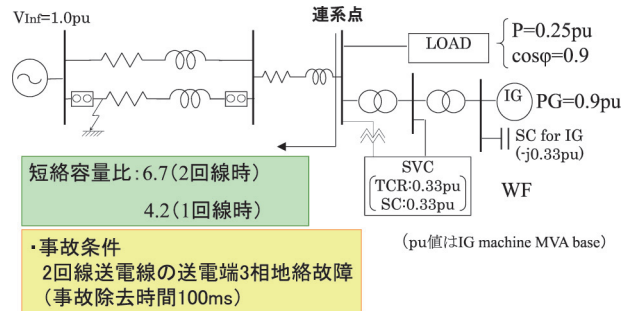 VInf=1.0pu
連系点
LOAD
P=0.25pu
cosφ=0.9
IG
PG=0.9pu
SC for IG
(-j0.33pu)
SVC
TCR:0.33pu
SC:0.33pu
WF
短絡容量比:6.7(2回線時)
4.2(1回線時)
(pu値はIG machine MVA base)
・事故条件
2回線送電線の送電端3相地絡故障
(事故除去時間100ms)